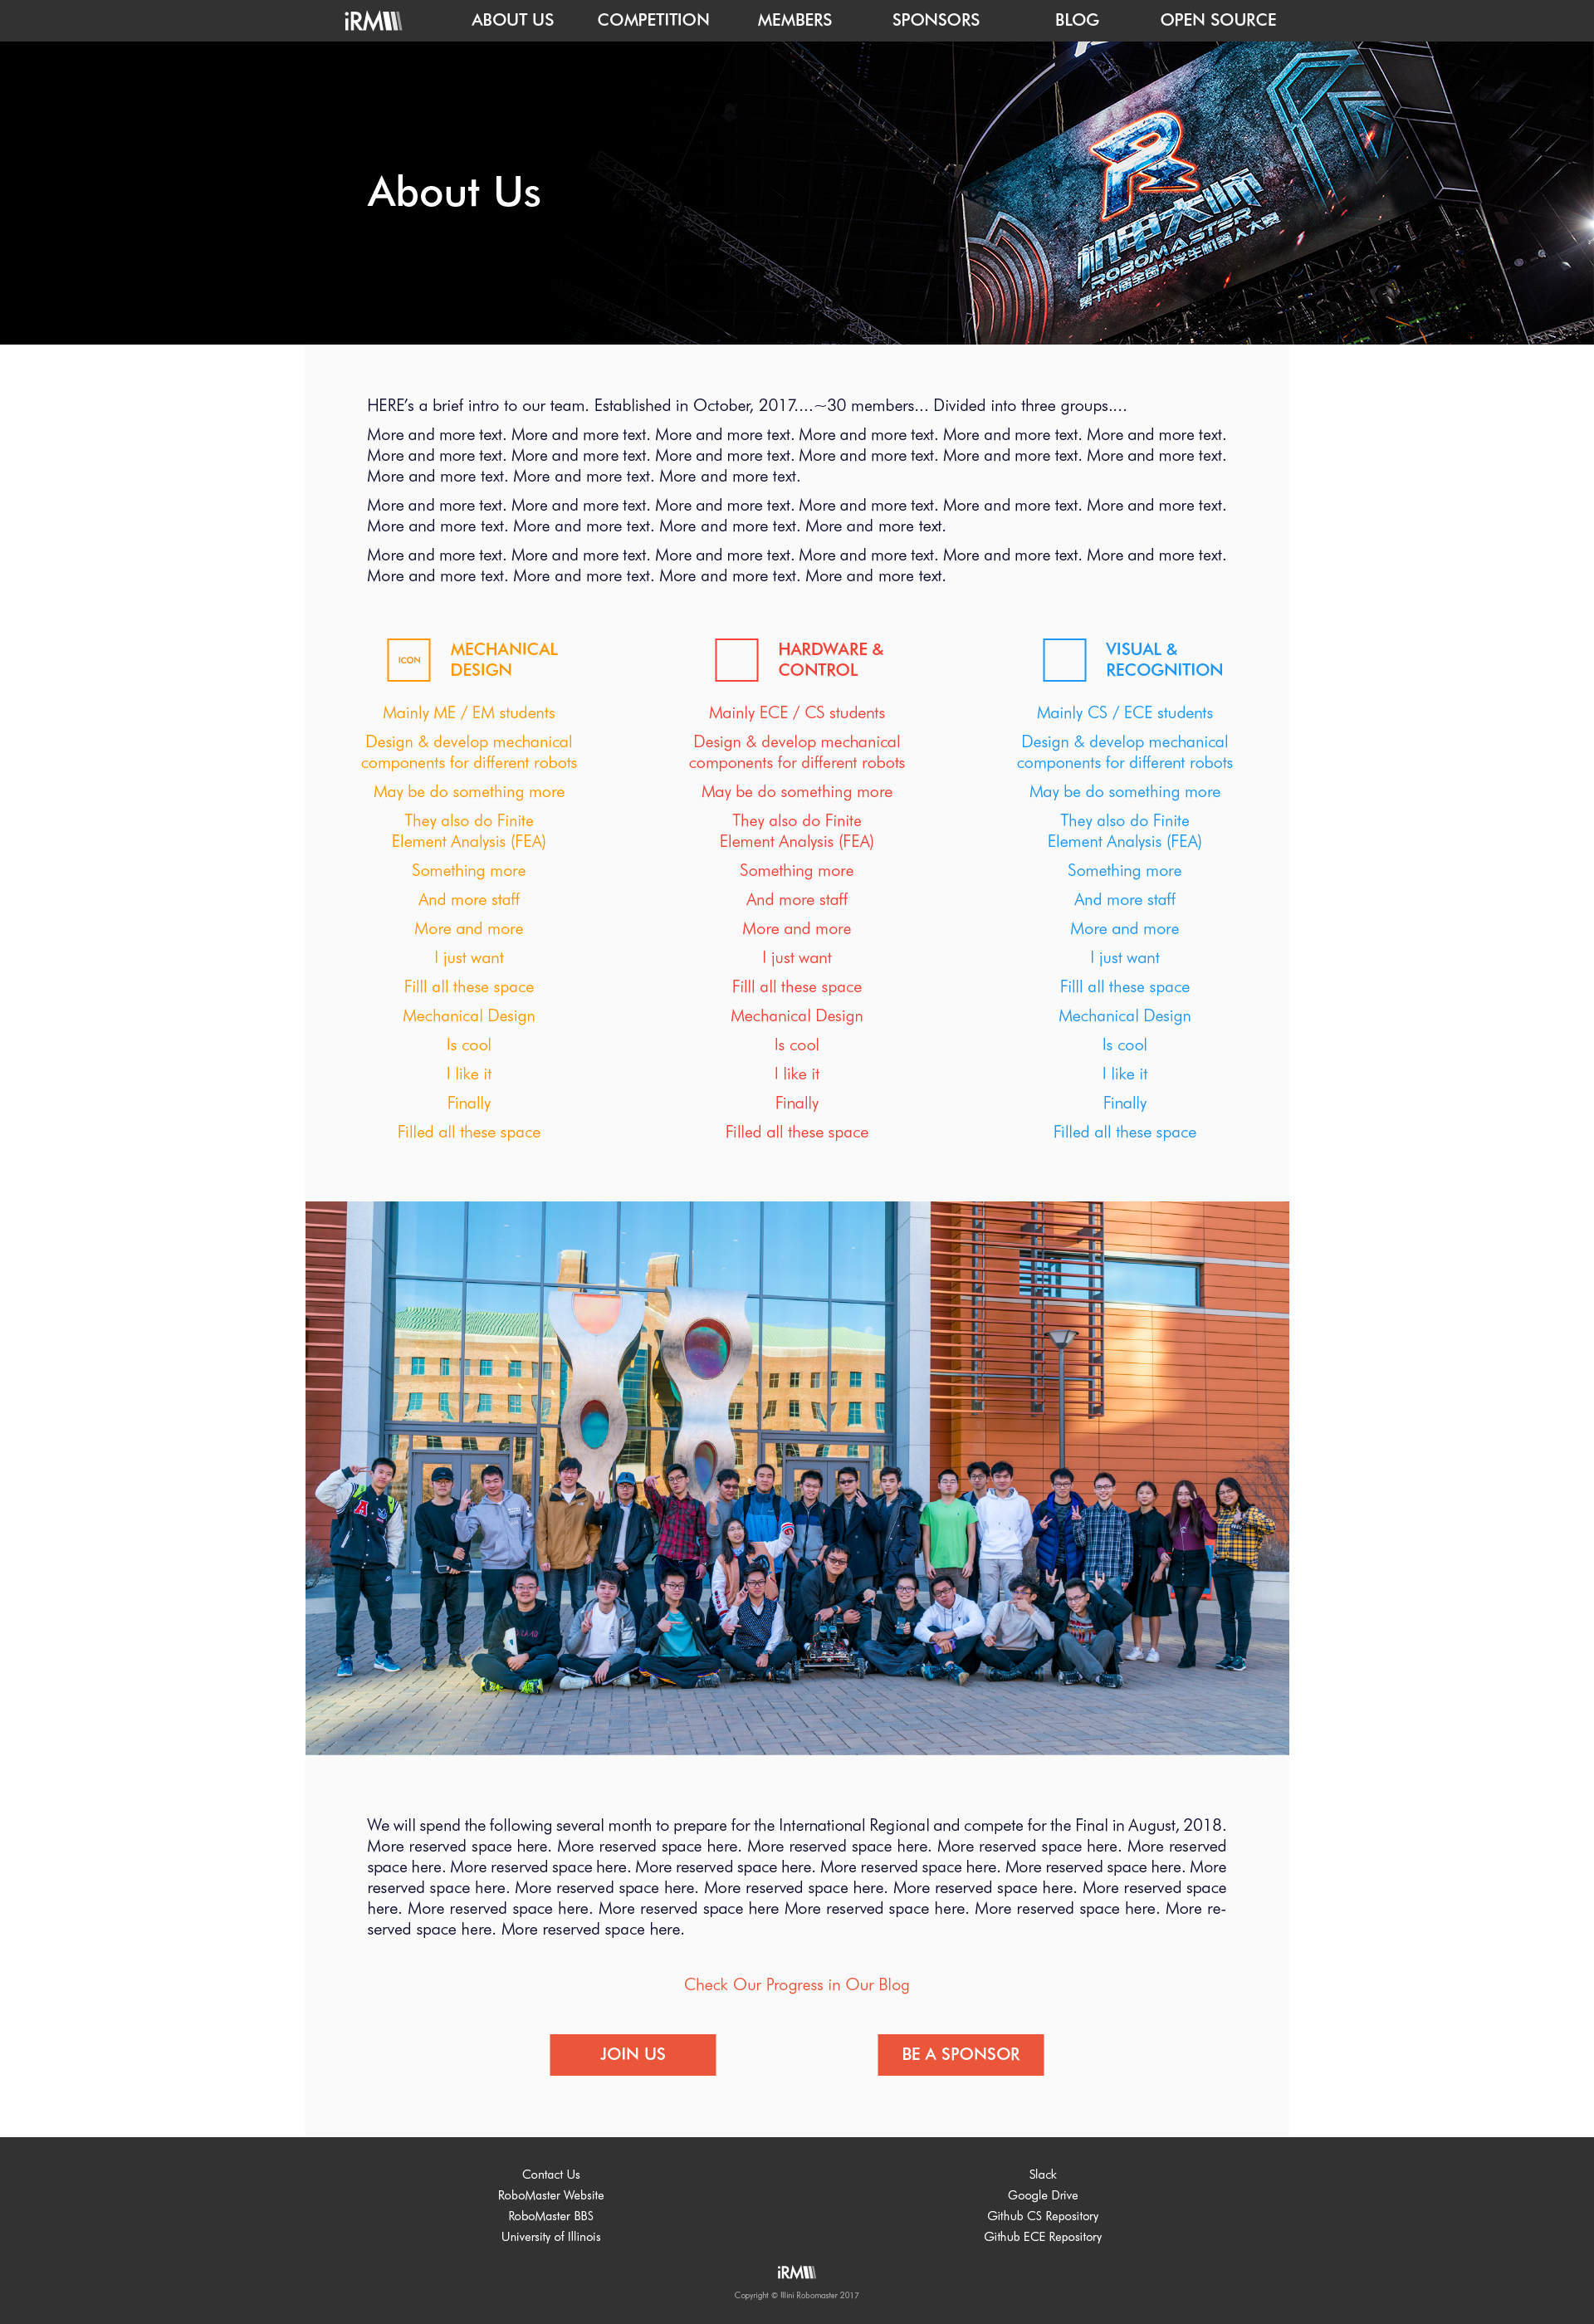 iRM
ABOUT US COMPETITION MEMBERS SPONSORS BLOG OPEN SOURCE
About Us
机甲大师
ROBOMASTER
第十六届全国大学生机器人大赛
HERE's a brief intro to our team. Established in October, 2017....~30 members... Divided into three groups....
More and more text. More and more text. More and more text. More and more text. More and more text. More and more text.
More and more text. More and more text. More and more text. More and more text. More and more text. More and more text.
More and more text. More and more text. More and more text.
More and more text. More and more text. More and more text. More and more text. More and more text. More and more text.
More and more text. More and more text. More and more text. More and more text.
More and more text. More and more text. More and more text. More and more text. More and more text. More and more text.
More and more text. More and more text. More and more text. More and more text.
ICON
MECHANICAL
DESIGN
Mainly ME / EM students
Design & develop mechanical
components for different robots
May be do something more
They also do Finite
Element Analysis (FEA)
Something more
And more staff
More and more
I just want
Filll all these space
Mechanical Design
Is cool
I like it
Finally
Filled all these space
HARDWARE &
CONTROL
Mainly ECE / CS students
Design & develop mechanical
components for different robots
May be do something more
They also do Finite
Element Analysis (FEA)
Something more
And more staff
More and more
I just want
Filll all these space
Mechanical Design
Is cool
I like it
Finally
Filled all these space
VISUAL &
RECOGNITION
Mainly CS / ECE students
Design & develop mechanical
components for different robots
May be do something more
They also do Finite
Element Analysis (FEA)
Something more
And more staff
More and more
I just want
Filll all these space
Mechanical Design
Is cool
I like it
Finally
Filled all these space
We will spend the following several month to prepare for the International Regional and compete for the Final in August, 2018.
More reserved space here. More reserved space here. More reserved space here. More reserved space here. More reserved
space here. More reserved space here. More reserved space here. More reserved space here. More reserved space here. More
reserved space here. More reserved space here. More reserved space here. More reserved space here. More reserved space
here. More reserved space here. More reserved space here More reserved space here. More reserved space here. More re-
served space here. More reserved space here.
Check Our Progress in Our Blog
JOIN US
BE A SPONSOR
Contact Us
RoboMaster Website
RoboMaster BBS
University of Illinois
Slack
Google Drive
Github CS Repository
Github ECE Repository
iRM
Copyright © Illini Robomaster 2017